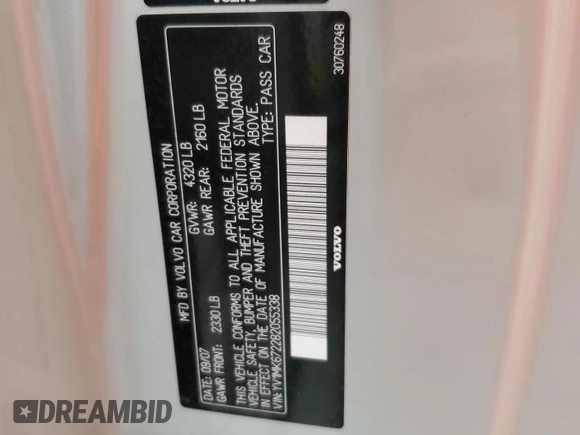 VOLVO
MFD BY VOLVO CAR CORPORATION
DATE: 09/07 GVWR: 4320 LB
GAWR FRONT: 2330 LB GAWR REAR: 2160 LB
THIS VEHICLE CONFORMS TO ALL APPLICABLE FEDERAL MOTOR
VEHICLE SAFETY, BUMPER AND THEFT PREVENTION STANDARDS
IN EFFECT ON THE DATE OF MANUFACTURE SHOWN ABOVE.
VIN: YV1MK672282055338 TYPE: PASS CAR
VOLVO
30760248
DREAMBID